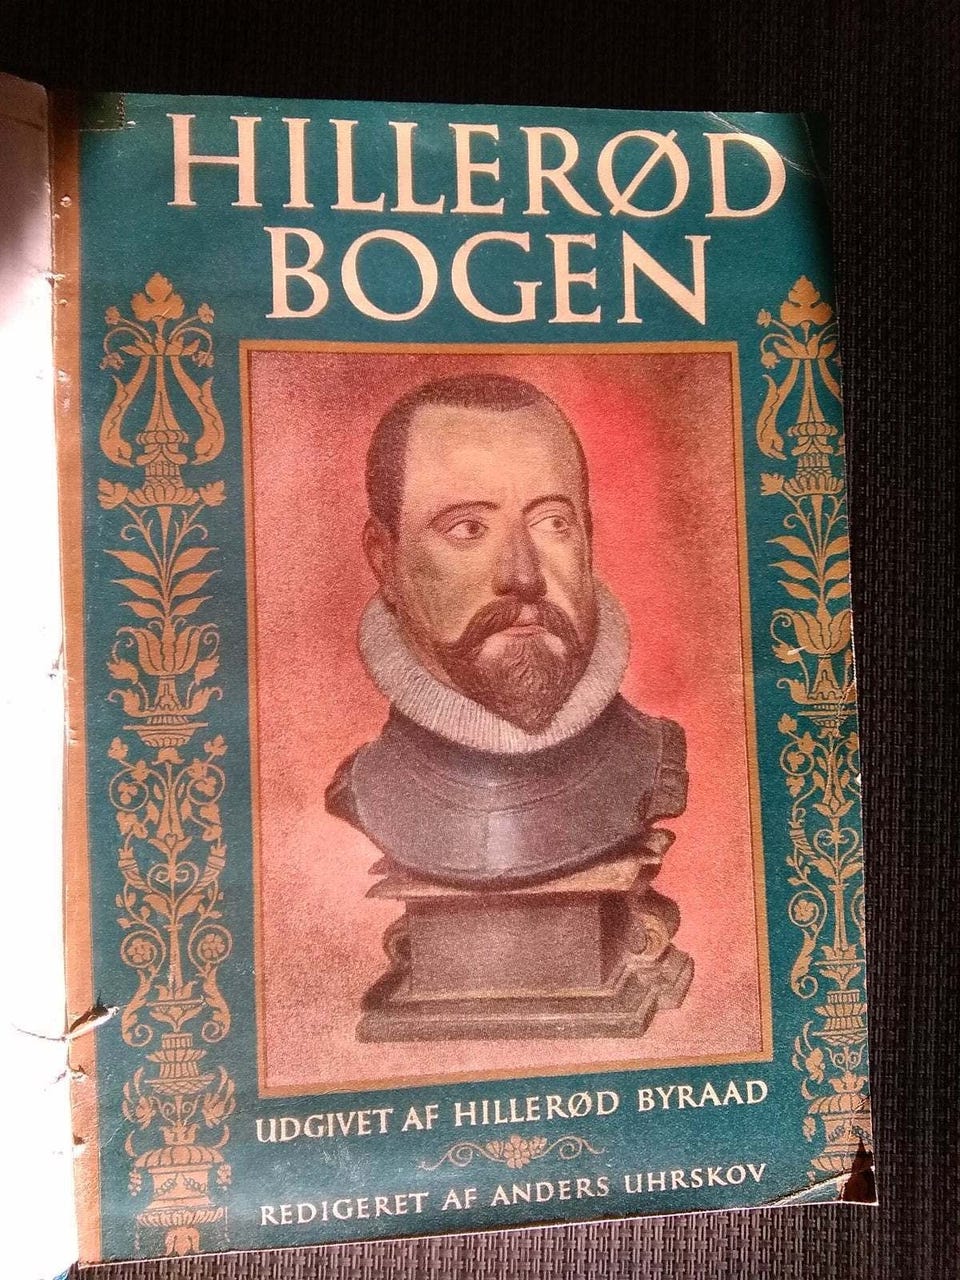 HILLERØD
BOGEN
UDGIVET AF HILLERØD BYRAAD
REDIGERET AF ANDERS UHRSKOV